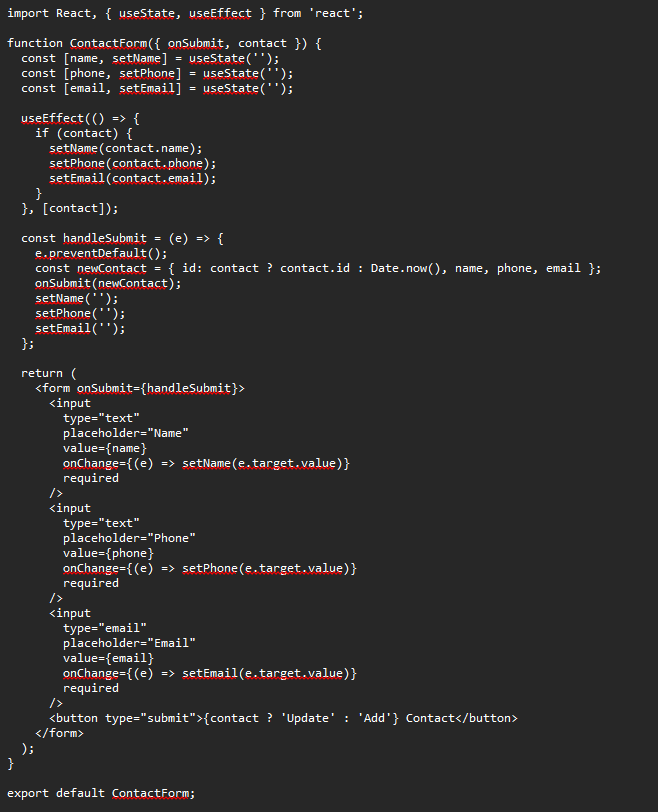 import React, { useState, useEffect } from 'react';

function ContactForm({ onSubmit, contact }) {
  const [name, setName] = useState('');
  const [phone, setPhone] = useState('');
  const [email, setEmail] = useState('');

  useEffect(() => {
    if (contact) {
      setName(contact.name);
      setPhone(contact.phone);
      setEmail(contact.email);
    }
  }, [contact]);

  const handleSubmit = (e) => {
    e.preventDefault();
    const newContact = { id: contact ? contact.id : Date.now(), name, phone, email };
    onSubmit(newContact);
    setName('');
    setPhone('');
    setEmail('');
  };

  return (
    <form onSubmit={handleSubmit}>
      <input
        type="text"
        placeholder="Name"
        value={name}
        onChange={(e) => setName(e.target.value)}
        required
      />
      <input
        type="text"
        placeholder="Phone"
        value={phone}
        onChange={(e) => setPhone(e.target.value)}
        required
      />
      <input
        type="email"
        placeholder="Email"
        value={email}
        onChange={(e) => setEmail(e.target.value)}
        required
      />
      <button type="submit">{contact ? 'Update' : 'Add'} Contact</button>
    </form>
  );
}

export default ContactForm;